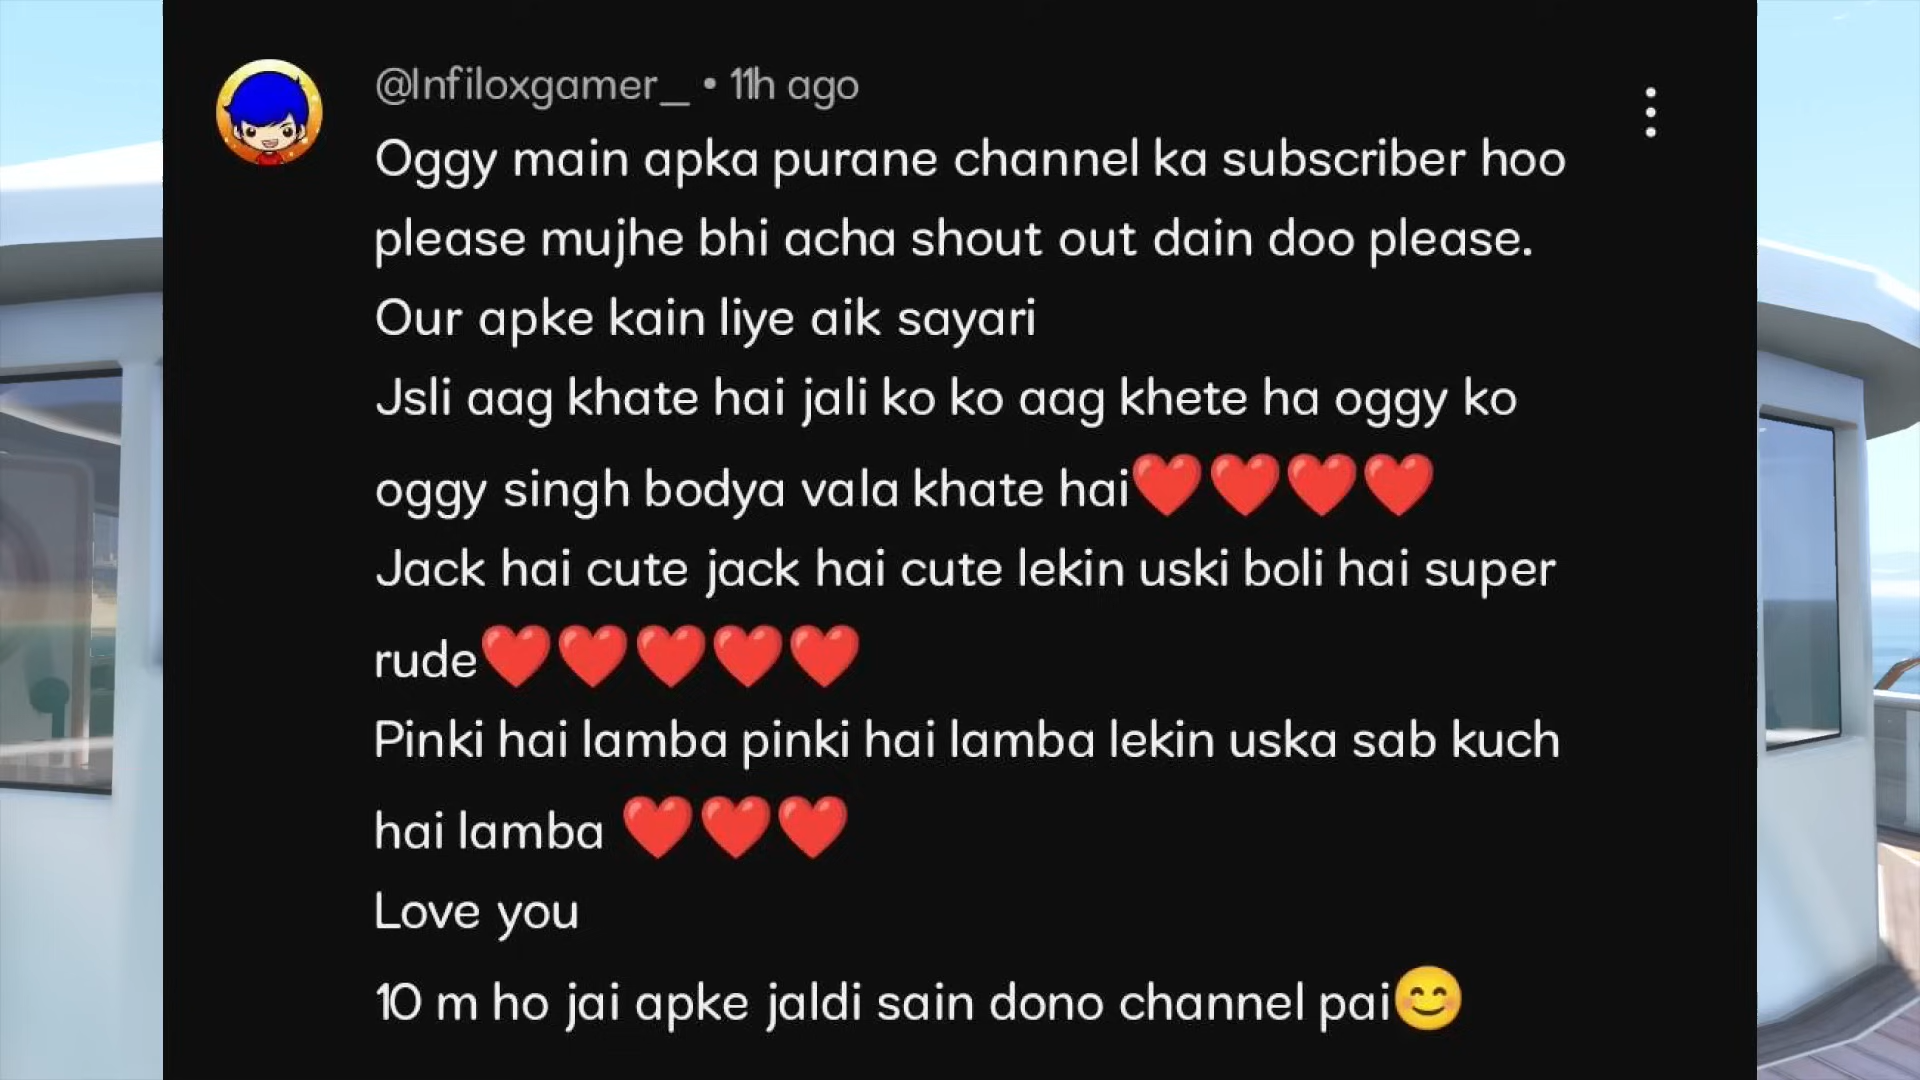 @Infiloxgamer_ • 11h ago
Oggy main apka purane channel ka subscriber hoo
please mujhe bhi acha shout out dain doo please.
Our apke kain liye aik sayari
Jsli aag khate hai jali ko ko aag khete ha oggy ko
oggy singh bodya vala khate hai❤️❤️❤️❤️
Jack hai cute jack hai cute lekin uski boli hai super
rude❤️❤️❤️❤️❤️
Pinki hai lamba pinki hai lamba lekin uska sab kuch
hai lamba ❤️❤️❤️
Love you
10 m ho jai apke jaldi sain dono channel pai😊